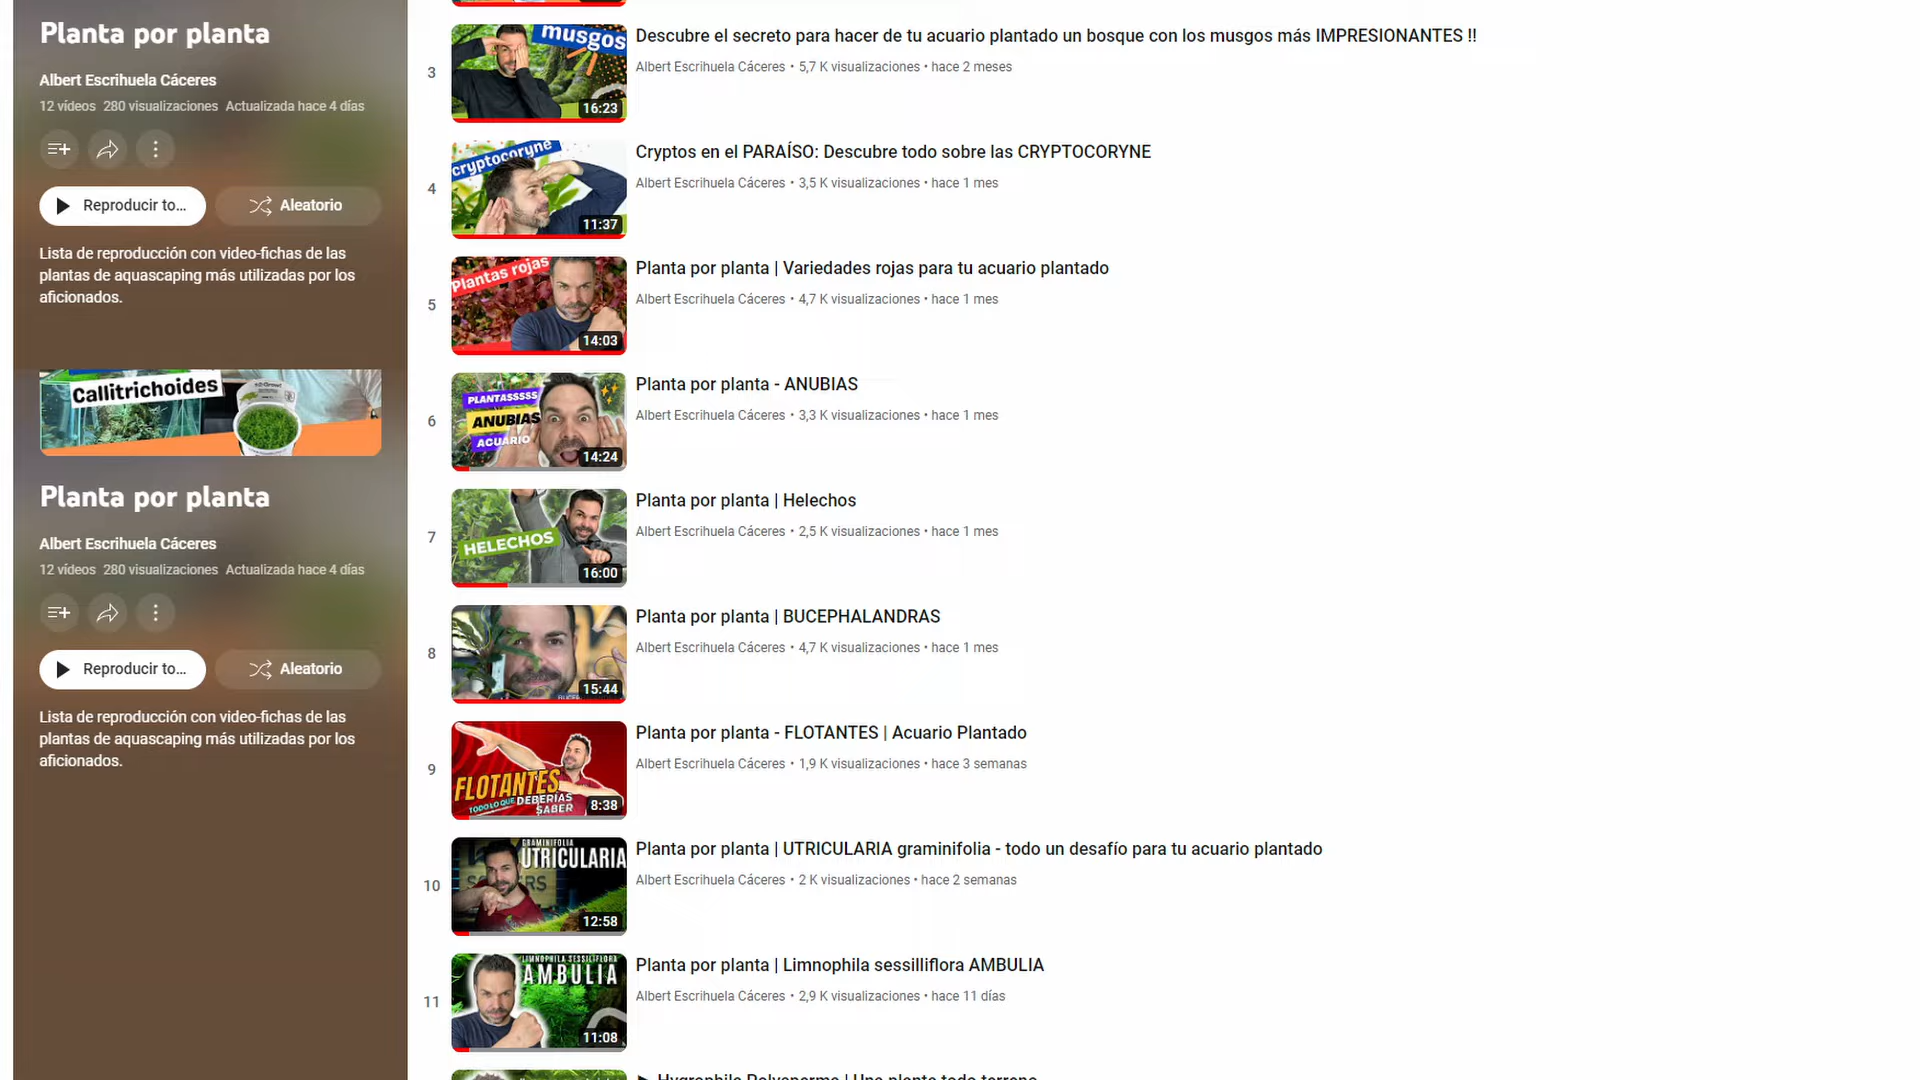 Planta por planta
Albert Escrihuela Cáceres
12 vídeos 280 visualizaciones Actualizada hace 4 días
Reproducir to...
Aleatorio
Lista de reproducción con video-fichas de las
plantas de aquascaping más utilizadas por los
aficionados.
Callitrichoides
Planta por planta
Albert Escrihuela Cáceres
12 vídeos 280 visualizaciones Actualizada hace 4 días
Reproducir to...
Aleatorio
Lista de reproducción con video-fichas de las
plantas de aquascaping más utilizadas por los
aficionados.
3
musgos
16:23
Descubre el secreto para hacer de tu acuario plantado un bosque con los musgos más IMPRESIONANTES !!
Albert Escrihuela Cáceres • 5,7 K visualizaciones • hace 2 meses
4
cryptocoryne
11:37
Cryptos en el PARAÍSO: Descubre todo sobre las CRYPTOCORYNE
Albert Escrihuela Cáceres • 3,5 K visualizaciones • hace 1 mes
5
Plantas rojas
14:03
Planta por planta | Variedades rojas para tu acuario plantado
Albert Escrihuela Cáceres • 4,7 K visualizaciones • hace 1 mes
6
PLANTASSSSS
ANUBIAS
ACUARIO
14:24
Planta por planta - ANUBIAS
Albert Escrihuela Cáceres • 3,3 K visualizaciones • hace 1 mes
7
HELECHOS
16:00
Planta por planta | Helechos
Albert Escrihuela Cáceres • 2,5 K visualizaciones • hace 1 mes
8
15:44
Planta por planta | BUCEPHALANDRAS
Albert Escrihuela Cáceres • 4,7 K visualizaciones • hace 1 mes
9
FLOTANTES
TODO LO QUE DEBERÍAS
SABER
8:38
Planta por planta - FLOTANTES | Acuario Plantado
Albert Escrihuela Cáceres • 1,9 K visualizaciones • hace 3 semanas
10
GRAMINIFOLIA
UTRICULARIA
12:58
Planta por planta | UTRICULARIA graminifolia - todo un desafío para tu acuario plantado
Albert Escrihuela Cáceres • 2 K visualizaciones • hace 2 semanas
11
LIMNOPHILA SESSILIFLORA
AMBULIA
11:08
Planta por planta | Limnophila sessilliflora AMBULIA
Albert Escrihuela Cáceres • 2,9 K visualizaciones • hace 11 días